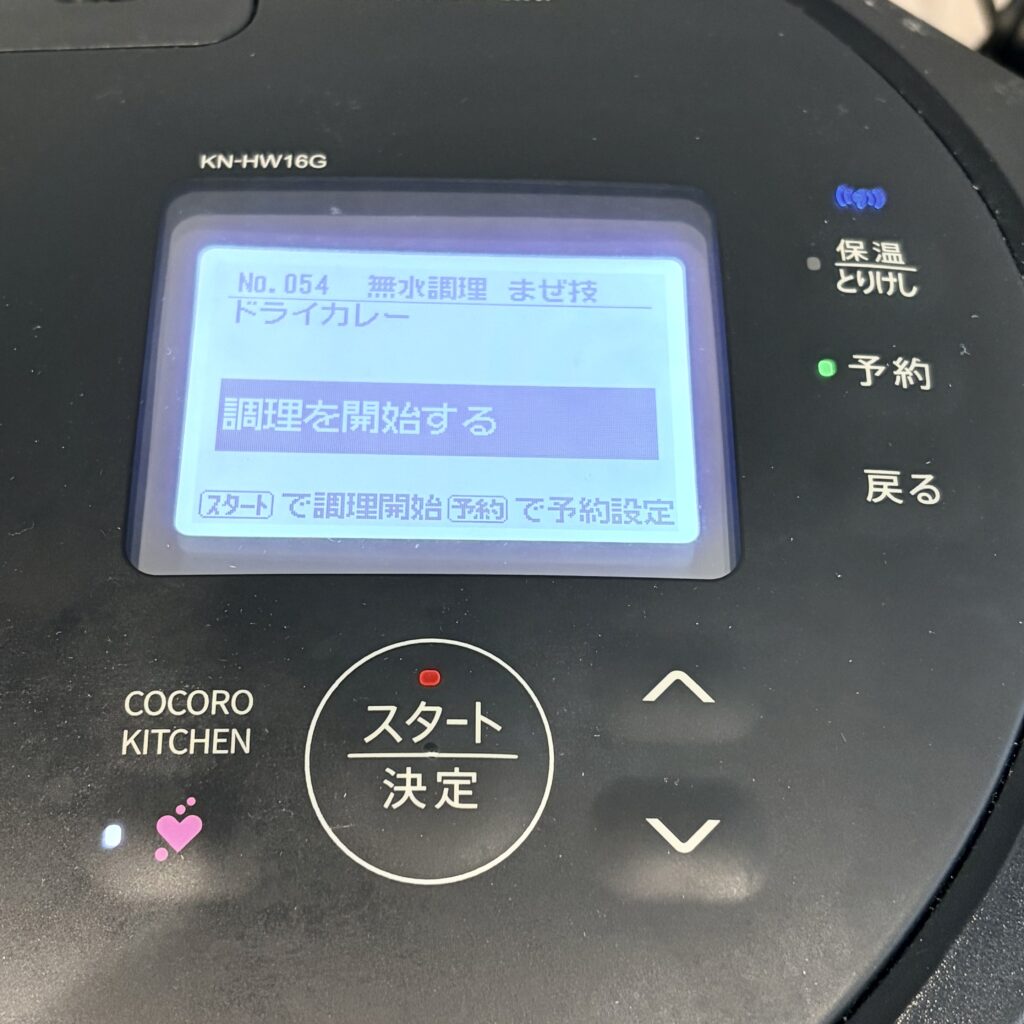 KN-HW16G
No.054 無水調理 まぜ技
ドライカレー
調理を開始する
スタート で調理開始 予約 で予約設定
保温
とりけし
予約
戻る
COCORO
KITCHEN
スタート
決定